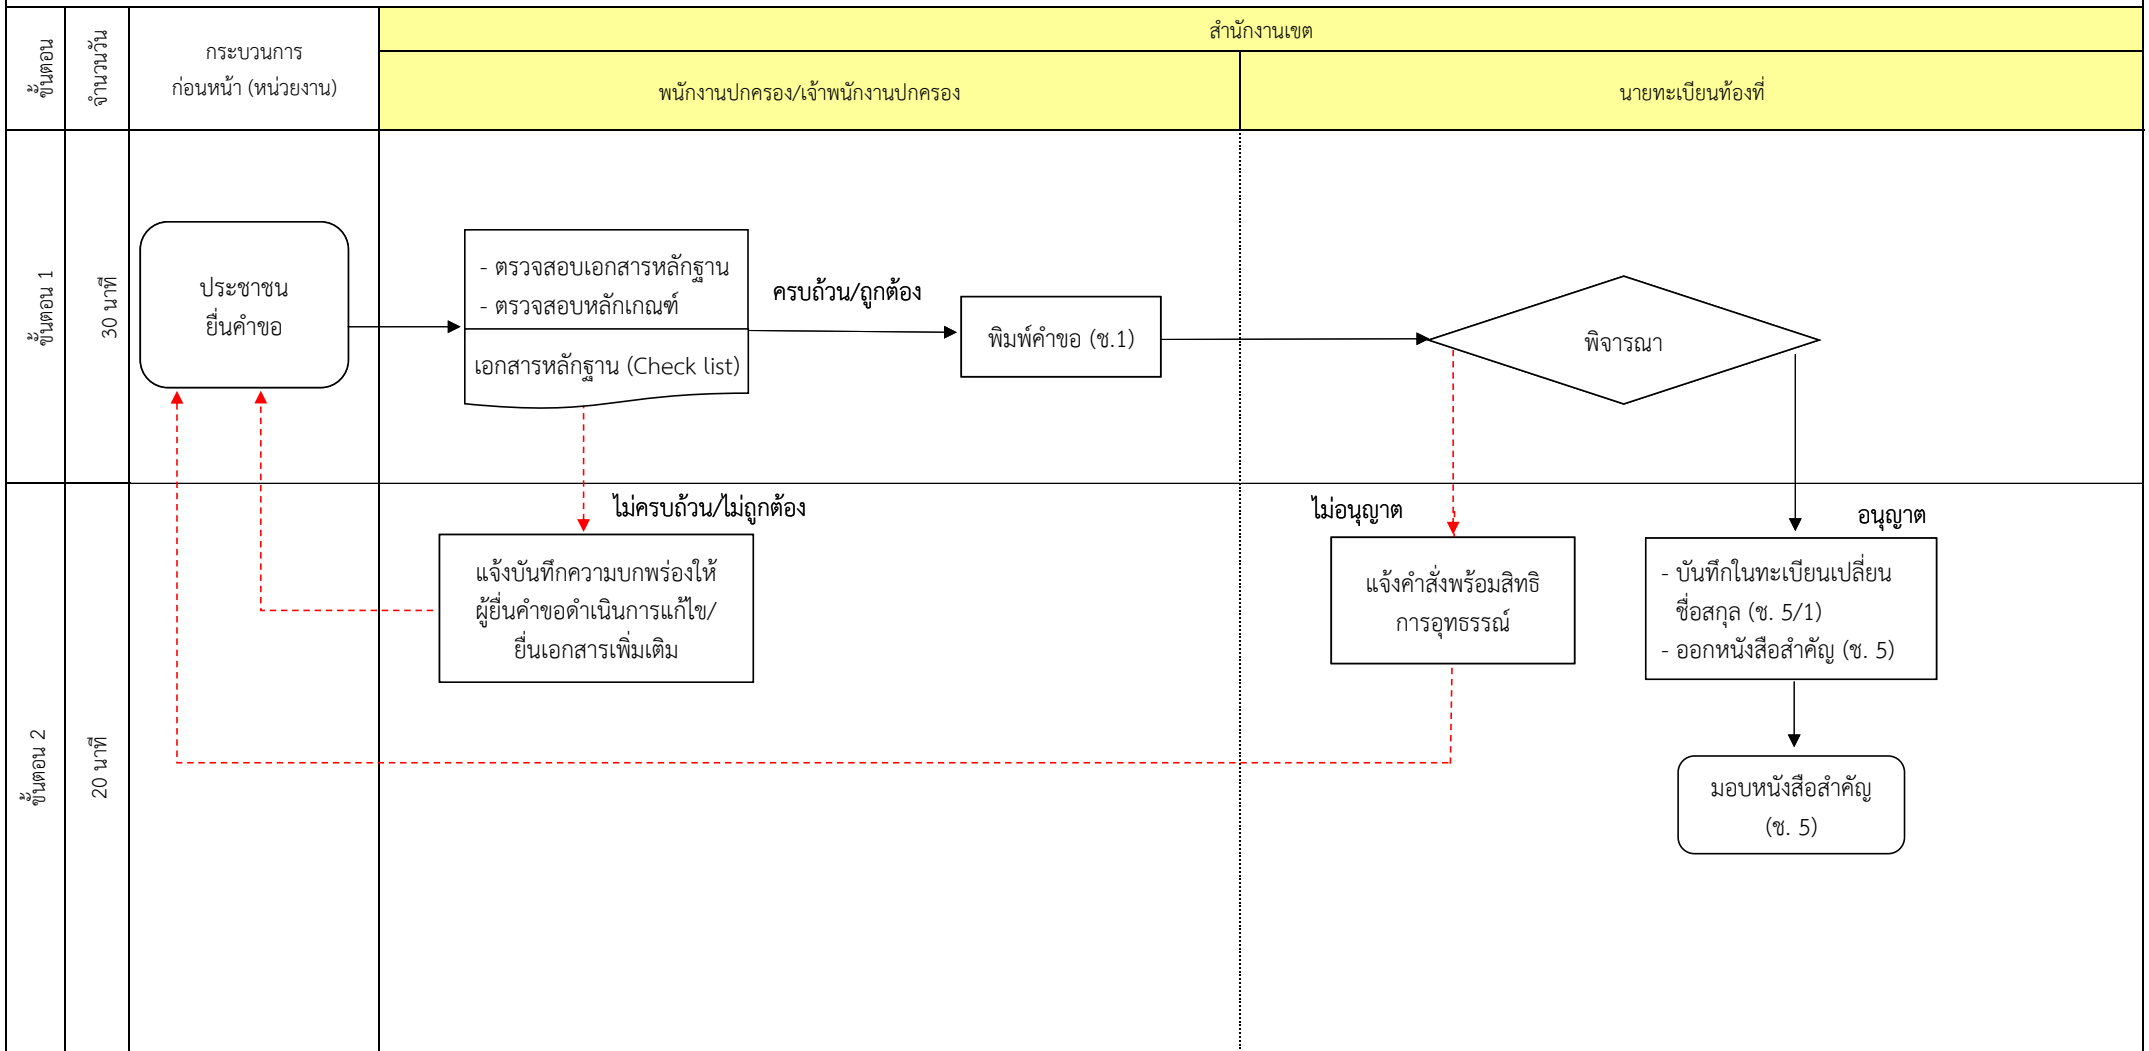 ขั้นตอน
จำนวนวัน
กระบวนการ
ก่อนหน้า (หน่วยงาน)
สำนักงานเขต
พนักงานปกครอง/เจ้าพนักงานปกครอง
นายทะเบียนท้องที่
ขั้นตอน 1
30 นาที
ประชาชน
ยื่นคำขอ
- ตรวจสอบเอกสารหลักฐาน
- ตรวจสอบหลักเกณฑ์
เอกสารหลักฐาน (Check list)
ครบถ้วน/ถูกต้อง
พิมพ์คำขอ (ช.1)
พิจารณา
ขั้นตอน 2
20 นาที
ไม่ครบถ้วน/ไม่ถูกต้อง
แจ้งบันทึกความบกพร่องให้
ผู้ยื่นคำขอดำเนินการแก้ไข/
ยื่นเอกสารเพิ่มเติม
ไม่อนุญาต
แจ้งคำสั่งพร้อมสิทธิ
การอุทธรรณ์
อนุญาต
- บันทึกในทะเบียนเปลี่ยน
ชื่อสกุล (ช. 5/1)
- ออกหนังสือสำคัญ (ช. 5)
มอบหนังสือสำคัญ
(ช. 5)